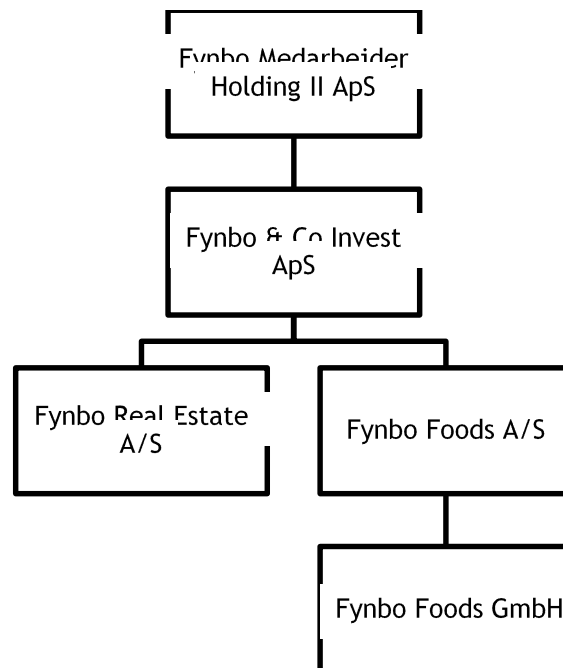 Fynbo Medarbejder
Holding II ApS
Fynbo & Co Invest
ApS
Fynbo Real Estate
A/S
Fynbo Foods A/S
Fynbo Foods GmbH